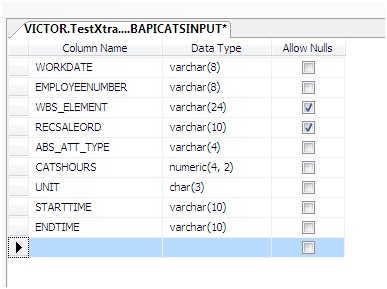 VICTOR.TestXtra....BAPICATSINPUT*
Column Name Data Type Allow Nulls
WORKDATE varchar(8)
EMPLOYEENUMBER varchar(8)
WBS_ELEMENT varchar(24)
RECSALEORD varchar(10)
ABS_ATT_TYPE varchar(4)
CATSHOURS numeric(4, 2)
UNIT char(3)
STARTTIME varchar(10)
ENDTIME varchar(10)